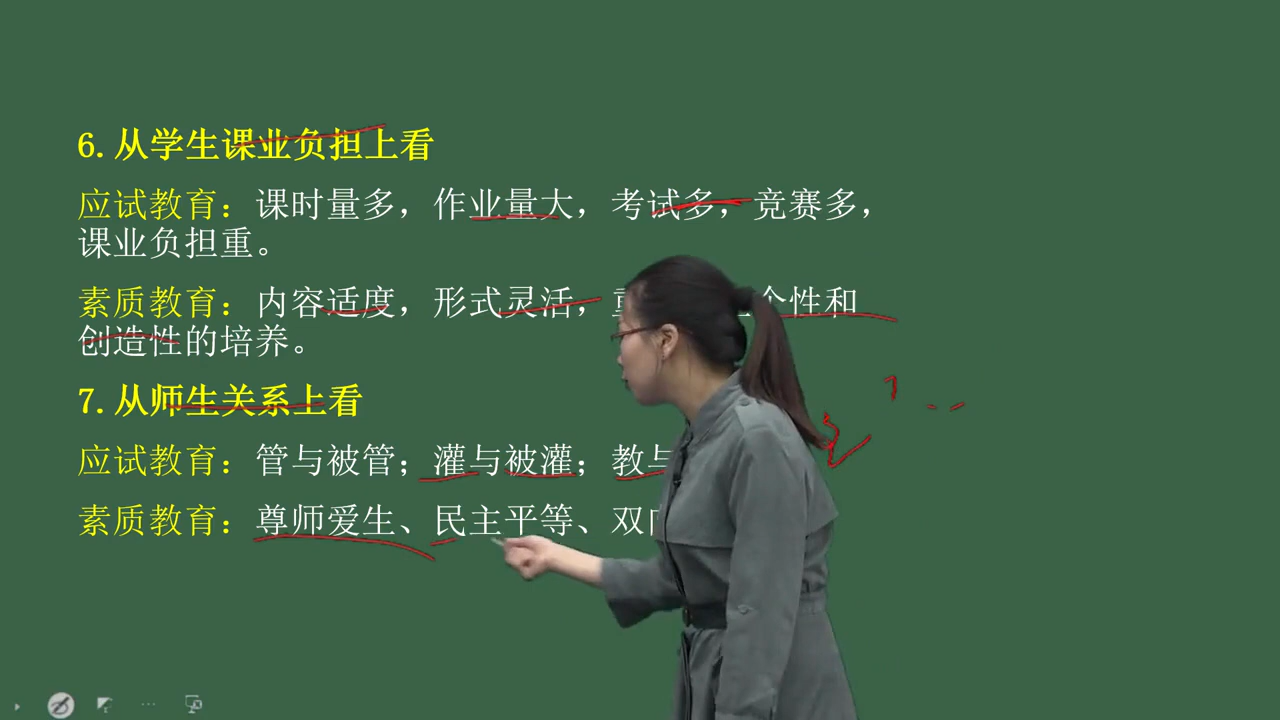 6.从学生课业负担上看
应试教育：课时量多，作业量大，考试多，竞赛多，
课业负担重。
素质教育：内容适度，形式灵活，个性和
创造性的培养。
7.从师生关系上看
应试教育：管与被管；灌与被灌；教与
素质教育：尊师爱生、民主平等、双